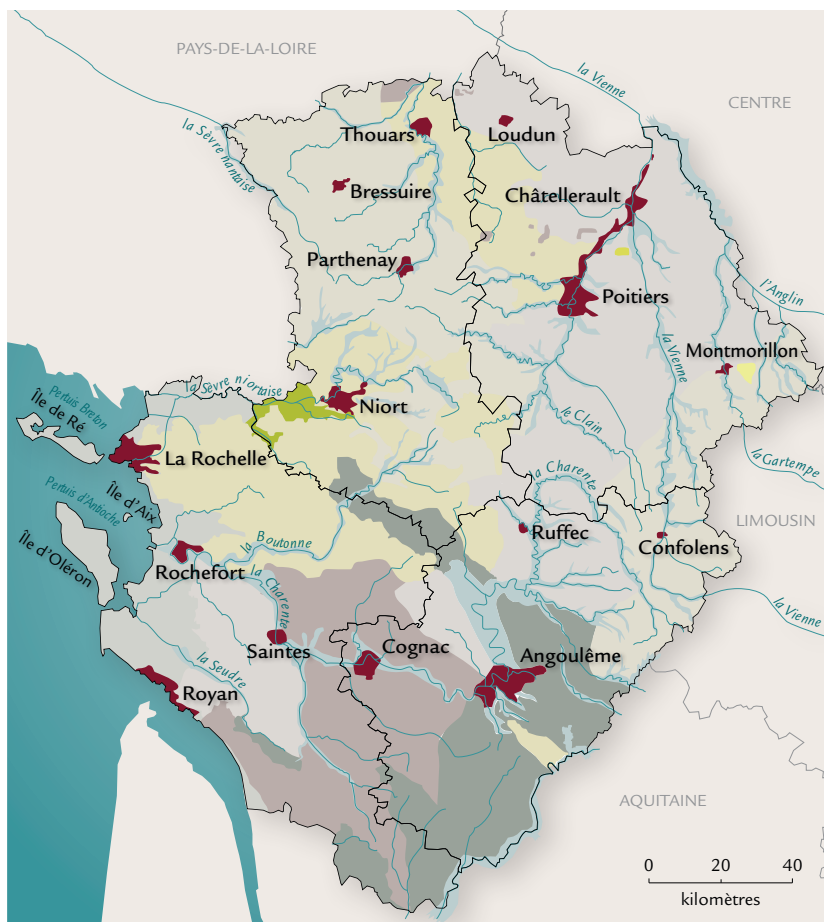 PAYS-DE-LA-LOIRE
la Vienne
CENTRE
la Sèvre nantaise
Thouars
Loudun
Bressuire
Châtellerault
Parthenay
Poitiers
l'Anglin
la Vienne
Montmorillon
la Sèvre niortaise
Pertuis Breton
Île de Ré
Niort
le Clain
La Rochelle
la Gartempe
la Charente
Pertuis d'Antioche
Île d'Aix
LIMOUSIN
Île d'Oléron
la Boutonne
Ruffec
Confolens
Rochefort
la Charente
la Vienne
Saintes
Cognac
Angoulême
la Seudre
Royan
AQUITAINE
0 20 40
kilomètres